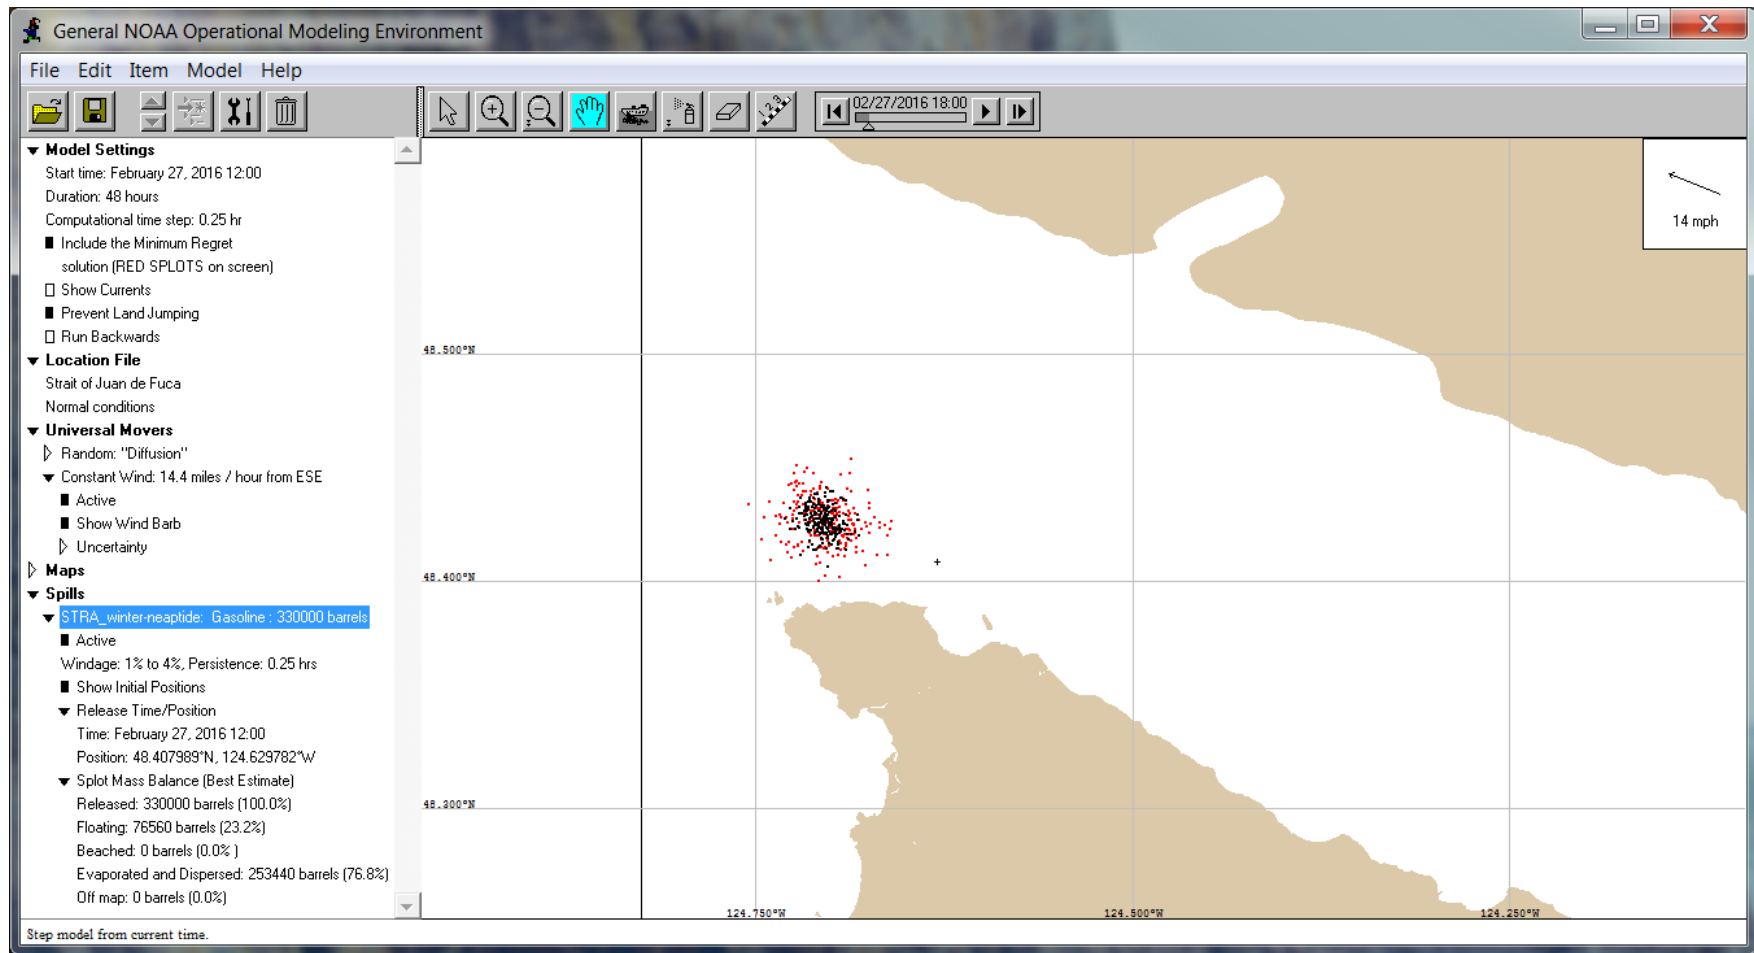 General NOAA Operational Modeling Environment
File Edit Item Model Help
02/27/2016 18:00
Model Settings
Start time: February 27, 2016 12:00
Duration: 48 hours
Computational time step: 0.25 hr
Include the Minimum Regret
solution (RED SPLOTS on screen)
Show Currents
Prevent Land Jumping
Run Backwards
Location File
Strait of Juan de Fuca
Normal conditions
Universal Movers
Random: "Diffusion"
Constant Wind: 14.4 miles / hour from ESE
Active
Show Wind Barb
Uncertainty
Maps
Spills
STRA_winter-neaptide: Gasoline : 330000 barrels
Active
Windage: 1% to 4%, Persistence: 0.25 hrs
Show Initial Positions
Release Time/Position
Time: February 27, 2016 12:00
Position: 48.407989°N, 124.629782°W
Splot Mass Balance (Best Estimate)
Released: 330000 barrels (100.0%)
Floating: 76560 barrels (23.2%)
Beached: 0 barrels (0.0% )
Evaporated and Dispersed: 253440 barrels (76.8%)
Off map: 0 barrels (0.0%)
14 mph
48.500°N
48.400°N
48.300°N
124.750°W 124.500°W 124.250°W
Step model from current time.